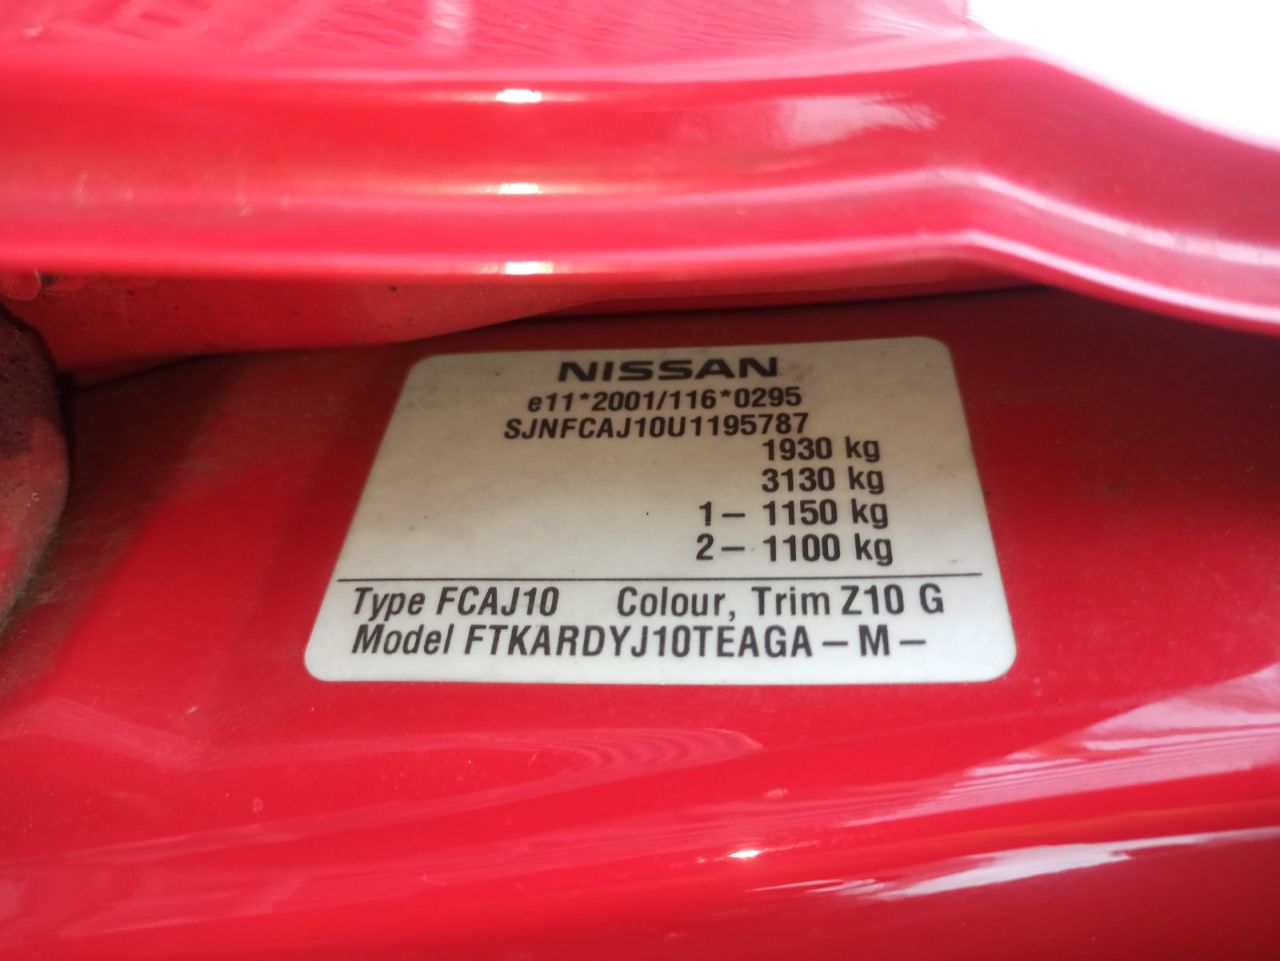 NISSAN
e11*2001/116*0295
SJNFCAJ10U1195787
1930 kg
3130 kg
1– 1150 kg
2– 1100 kg
Type FCAJ10 Colour, Trim Z10 G
Model FTKARDYJ10TEAGA – M –